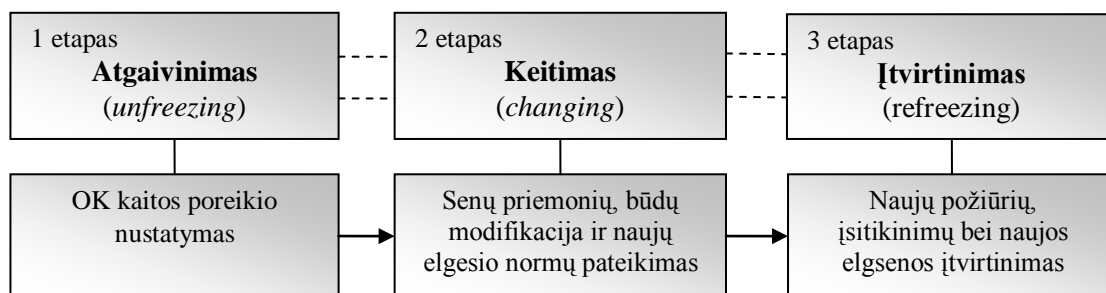 1 etapas
Atgaivinimas
(unfreezing)
2 etapas
Keitimas
(changing)
3 etapas
Įtvirtinimas
(refreezing)
OK kaitos poreikio
nustatymas
Senų priemonių, būdų
modifikacija ir naujų
elgesio normų pateikimas
Naujų požiūrių,
įsitikinimų bei naujos
elgsenos įtvirtinimas